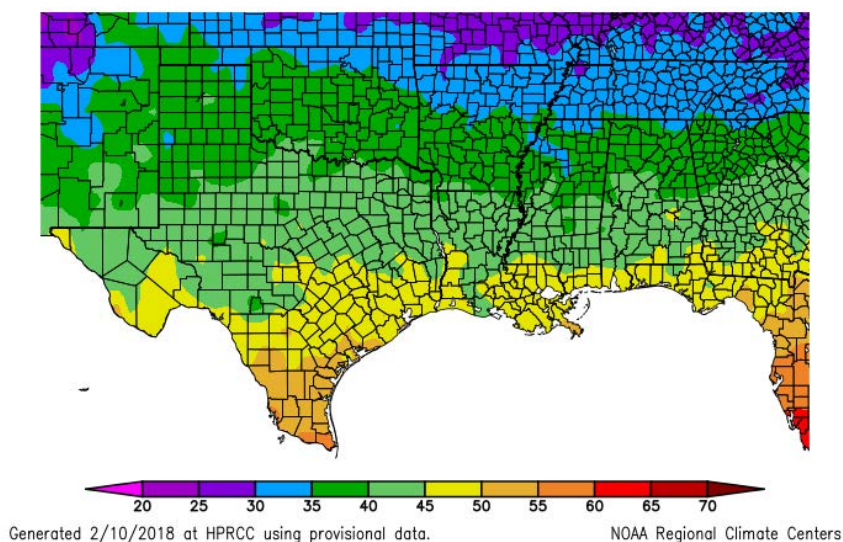 20 25 30 35 40 45 50 55 60 65 70
Generated 2/10/2018 at HPRCC using provisional data. NOAA Regional Climate Centers